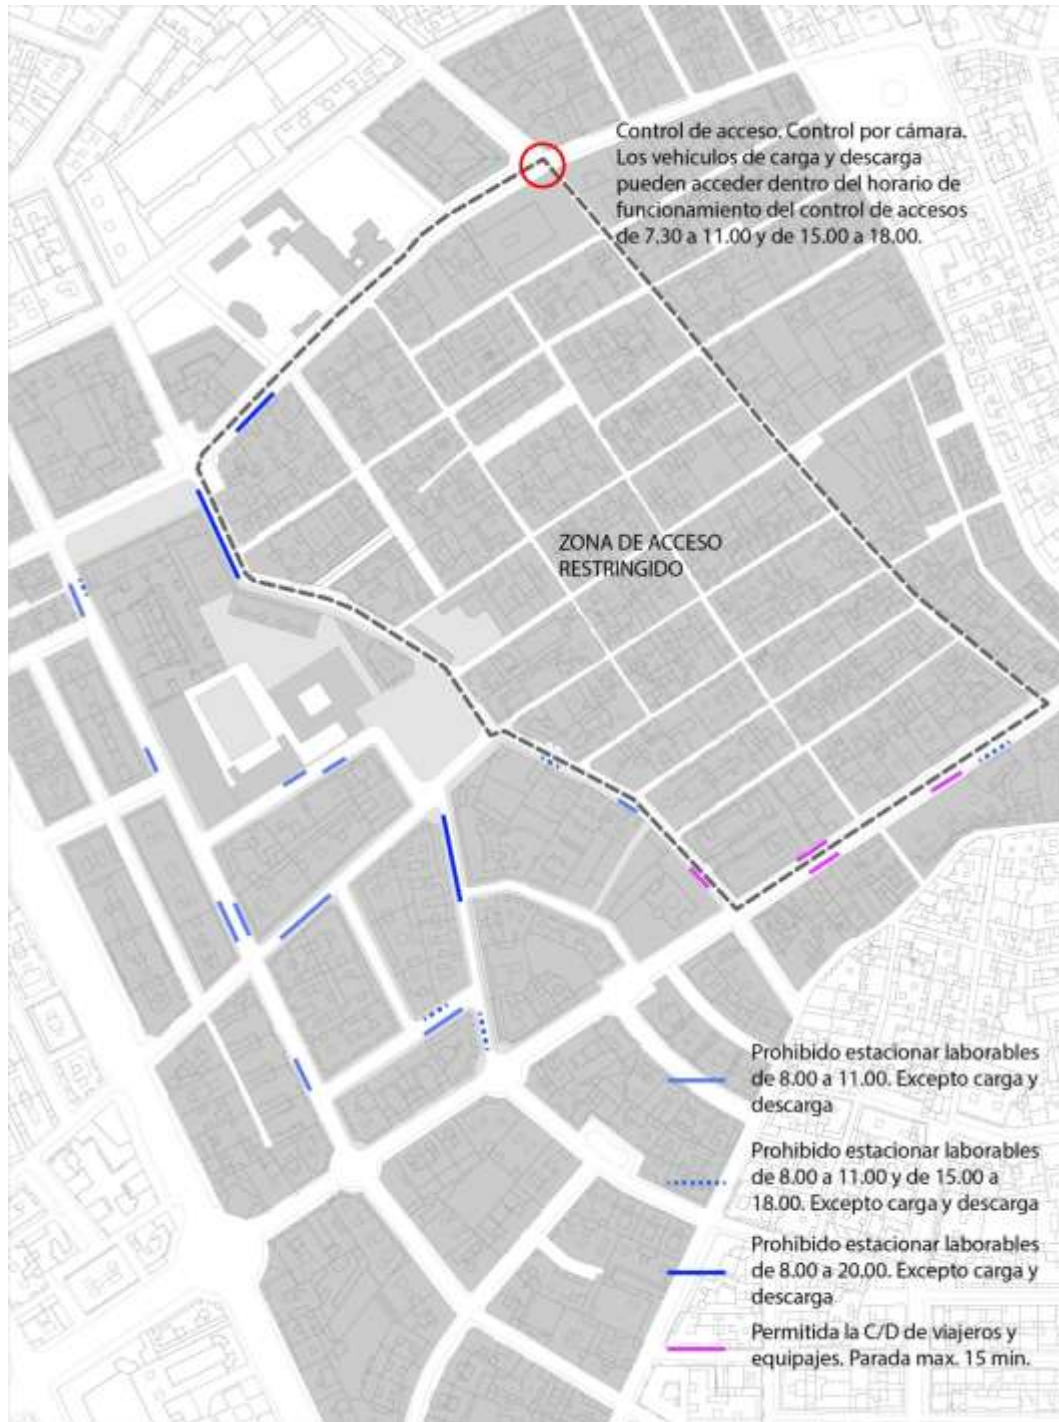 Control de acceso. Control por cámara.
Los vehículos de carga y descarga
pueden acceder dentro del horario de
funcionamiento del control de accesos
de 7.30 a 11.00 y de 15.00 a 18.00.
ZONA DE ACCESO
RESTRINGIDO
Prohibido estacionar laborables
de 8.00 a 11.00. Excepto carga y
descarga
Prohibido estacionar laborables
de 8.00 a 11.00 y de 15.00 a
18.00. Excepto carga y descarga
Prohibido estacionar laborables
de 8.00 a 20.00. Excepto carga y
descarga
Permitida la C/D de viajeros y
equipajes. Parada max. 15 min.